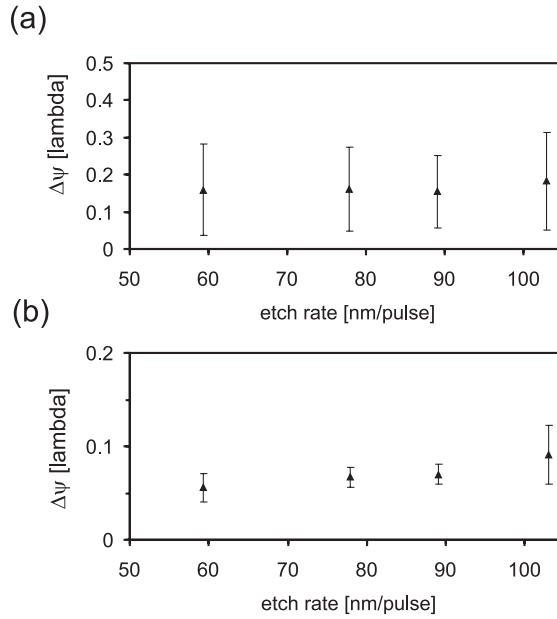 (a)
0.5
0.4
0.3
0.2
0.1
0
Δψ [lambda]
50 60 70 80 90 100
etch rate [nm/pulse]
(b)
0.2
0.1
0
Δψ [lambda]
50 60 70 80 90 100
etch rate [nm/pulse]